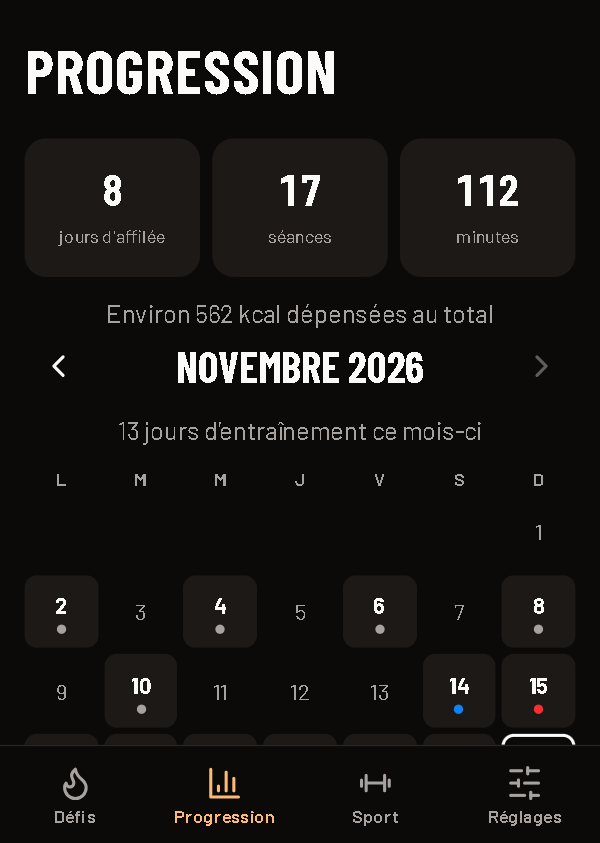 PROGRESSION
8 17 112
jours d'affilée séances minutes
Environ 562 kcal dépensées au total
NOVEMBRE 2026
13 jours d'entraînement ce mois-ci
L M M J V S D
1
2 3 4 5 6 7 8
9 10 11 12 13 14 15
Défis Progression Sport Réglages